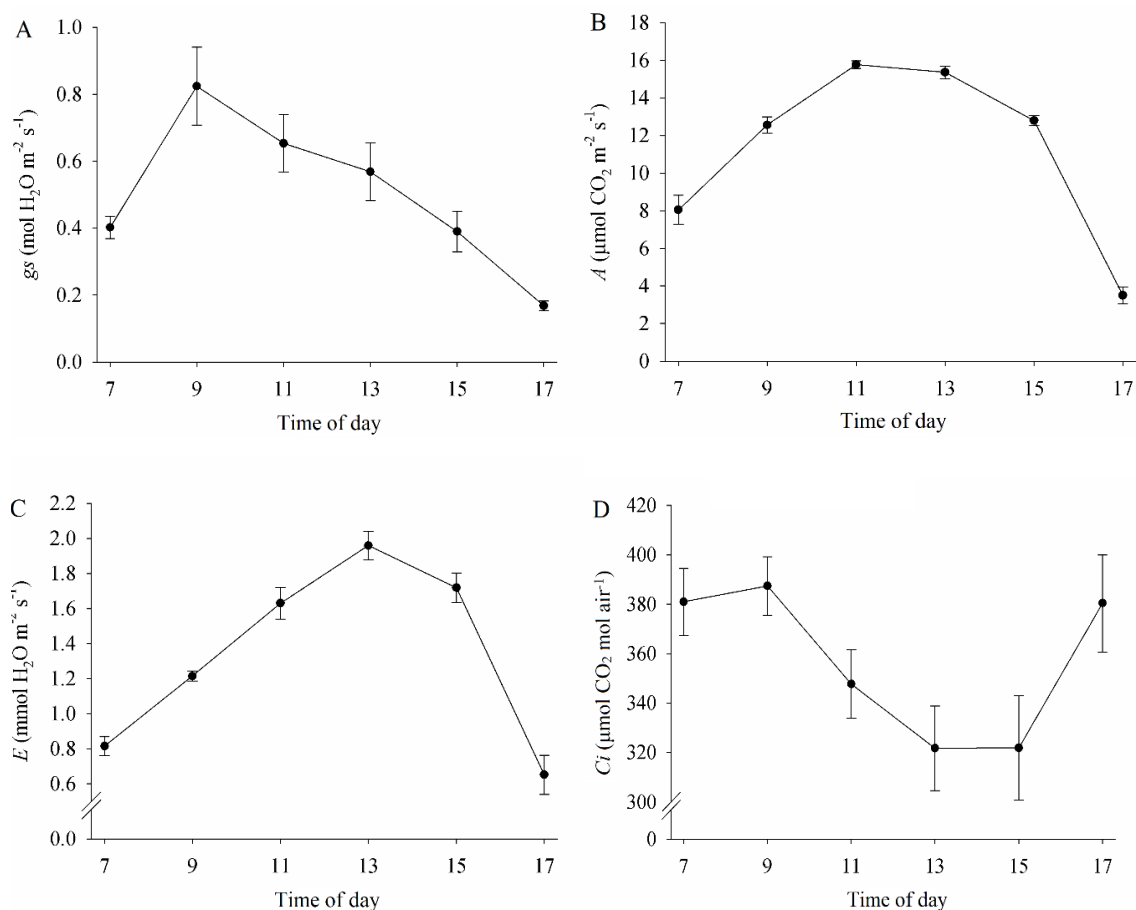 A
gs (mol H₂O m⁻² s⁻¹)
1.0
0.8
0.6
0.4
0.2
0.0
7 9 11 13 15 17
Time of day
B
A (μmol CO₂ m⁻² s⁻¹)
18
16
14
12
10
8
6
4
2
0
7 9 11 13 15 17
Time of day
C
E (mmol H₂O m⁻² s⁻¹)
2.2
2.0
1.8
1.6
1.4
1.2
1.0
0.8
0.6
0.0
7 9 11 13 15 17
Time of day
D
Ci (μmol CO₂ mol air⁻¹)
420
400
380
360
340
320
300
0
7 9 11 13 15 17
Time of day